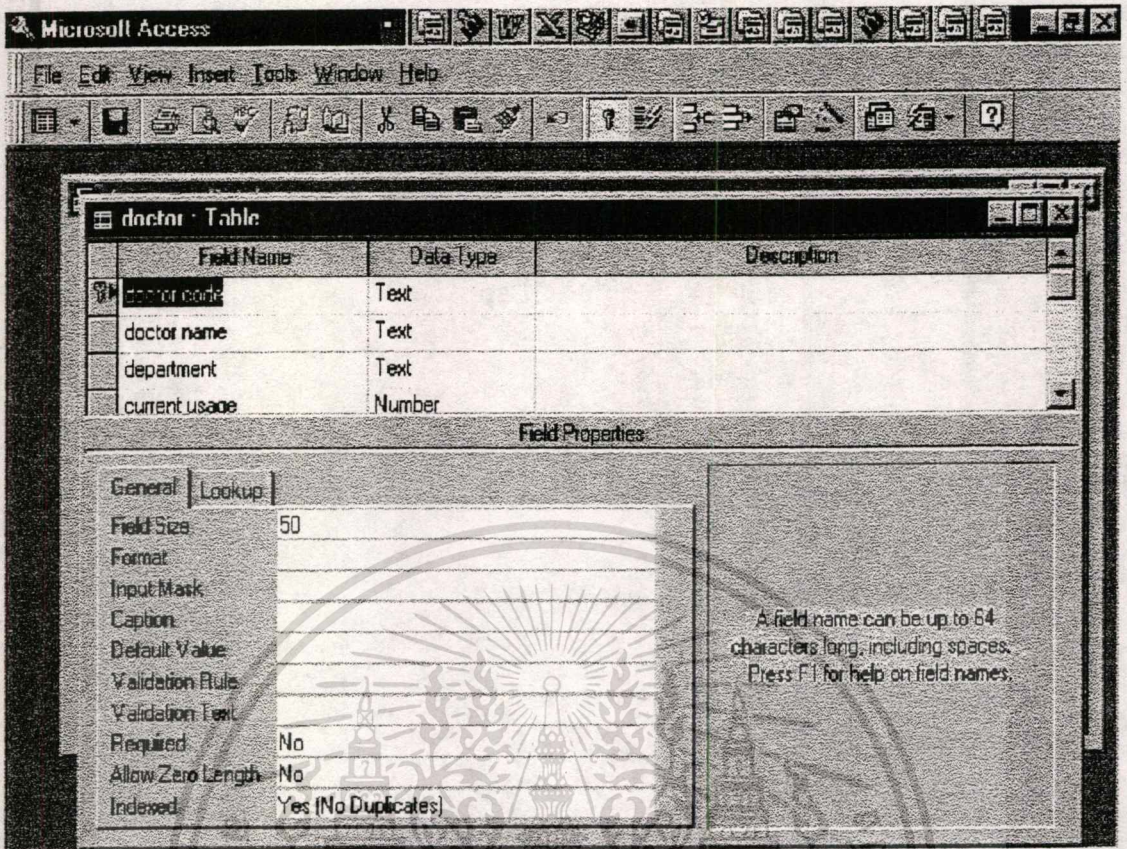 Microsoft Access
File Edit View Insert Tools Window Help
doctor : Table
Field Name Data Type Description
doctor code Text
doctor name Text
department Text
current usage Number
Field Properties
General Lookup
Field Size 50
Format
Input Mask
Caption
Default Value
Validation Rule
Validation Text
Required No
Allow Zero Length No
Indexed Yes (No Duplicates)
A field name can be up to 64
characters long, including spaces.
Press F1 for help on field names.